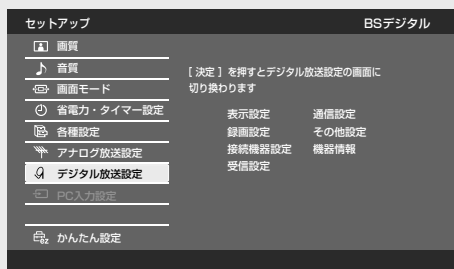 セットアップ BSデジタル
画質
音質
画面モード
省電力・タイマー設定
各種設定
アナログ放送設定
デジタル放送設定
PC入力設定
かんたん設定
[ 決定 ] を押すとデジタル放送設定の画面に
切り換わります
表示設定 通信設定
録画設定 その他設定
接続機器設定 機器情報
受信設定